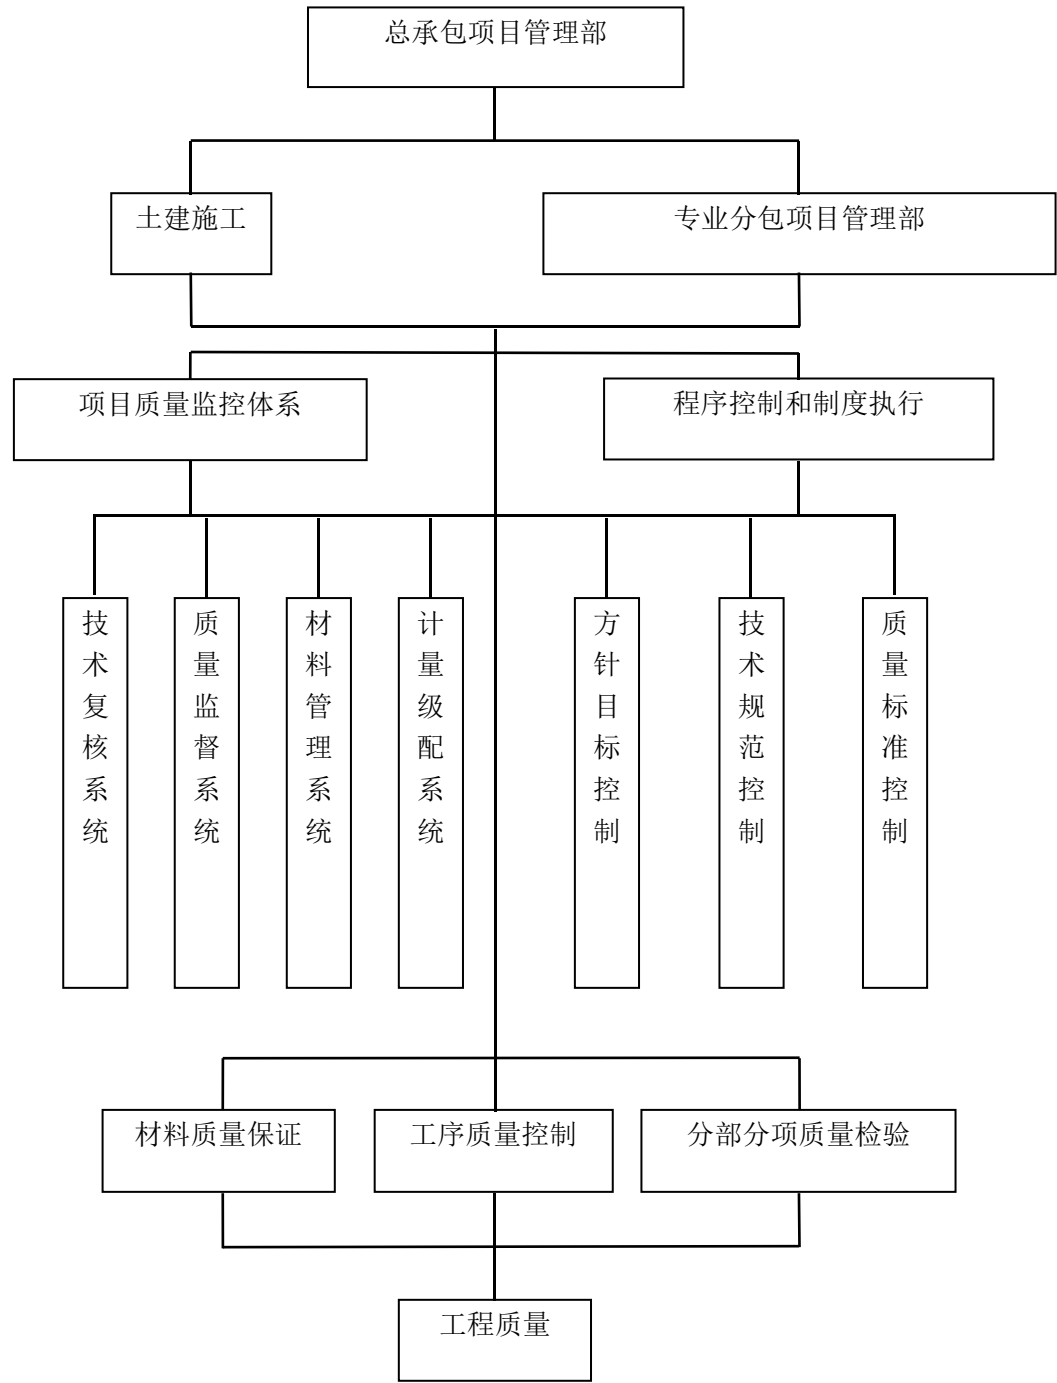 总承包项目管理部
土建施工
专业分包项目管理部
项目质量监控体系
程序控制和制度执行
技术复核系统
质量监督系统
材料管理系统
计量级配系统
方针目标控制
技术规范控制
质量标准控制
材料质量保证
工序质量控制
分部分项质量检验
工程质量